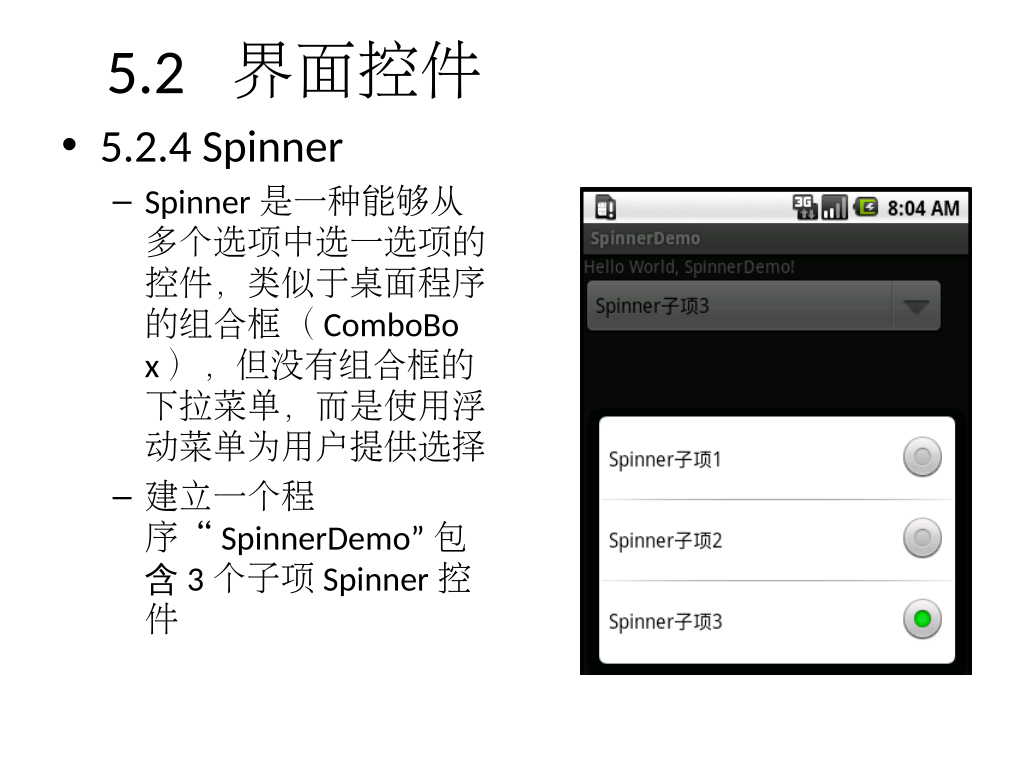 5.2 界面控件
• 5.2.4 Spinner
– Spinner 是一种能够从
多个选项中选一选项的
控件，类似于桌面程序
的组合框（ComboBo
x），但没有组合框的
下拉菜单，而是使用浮
动菜单为用户提供选择
– 建立一个程
序“SpinnerDemo”包
含 3 个子项 Spinner 控
件
3G 8:04 AM
SpinnerDemo
Hello World, SpinnerDemo!
Spinner子项3
Spinner子项1
Spinner子项2
Spinner子项3